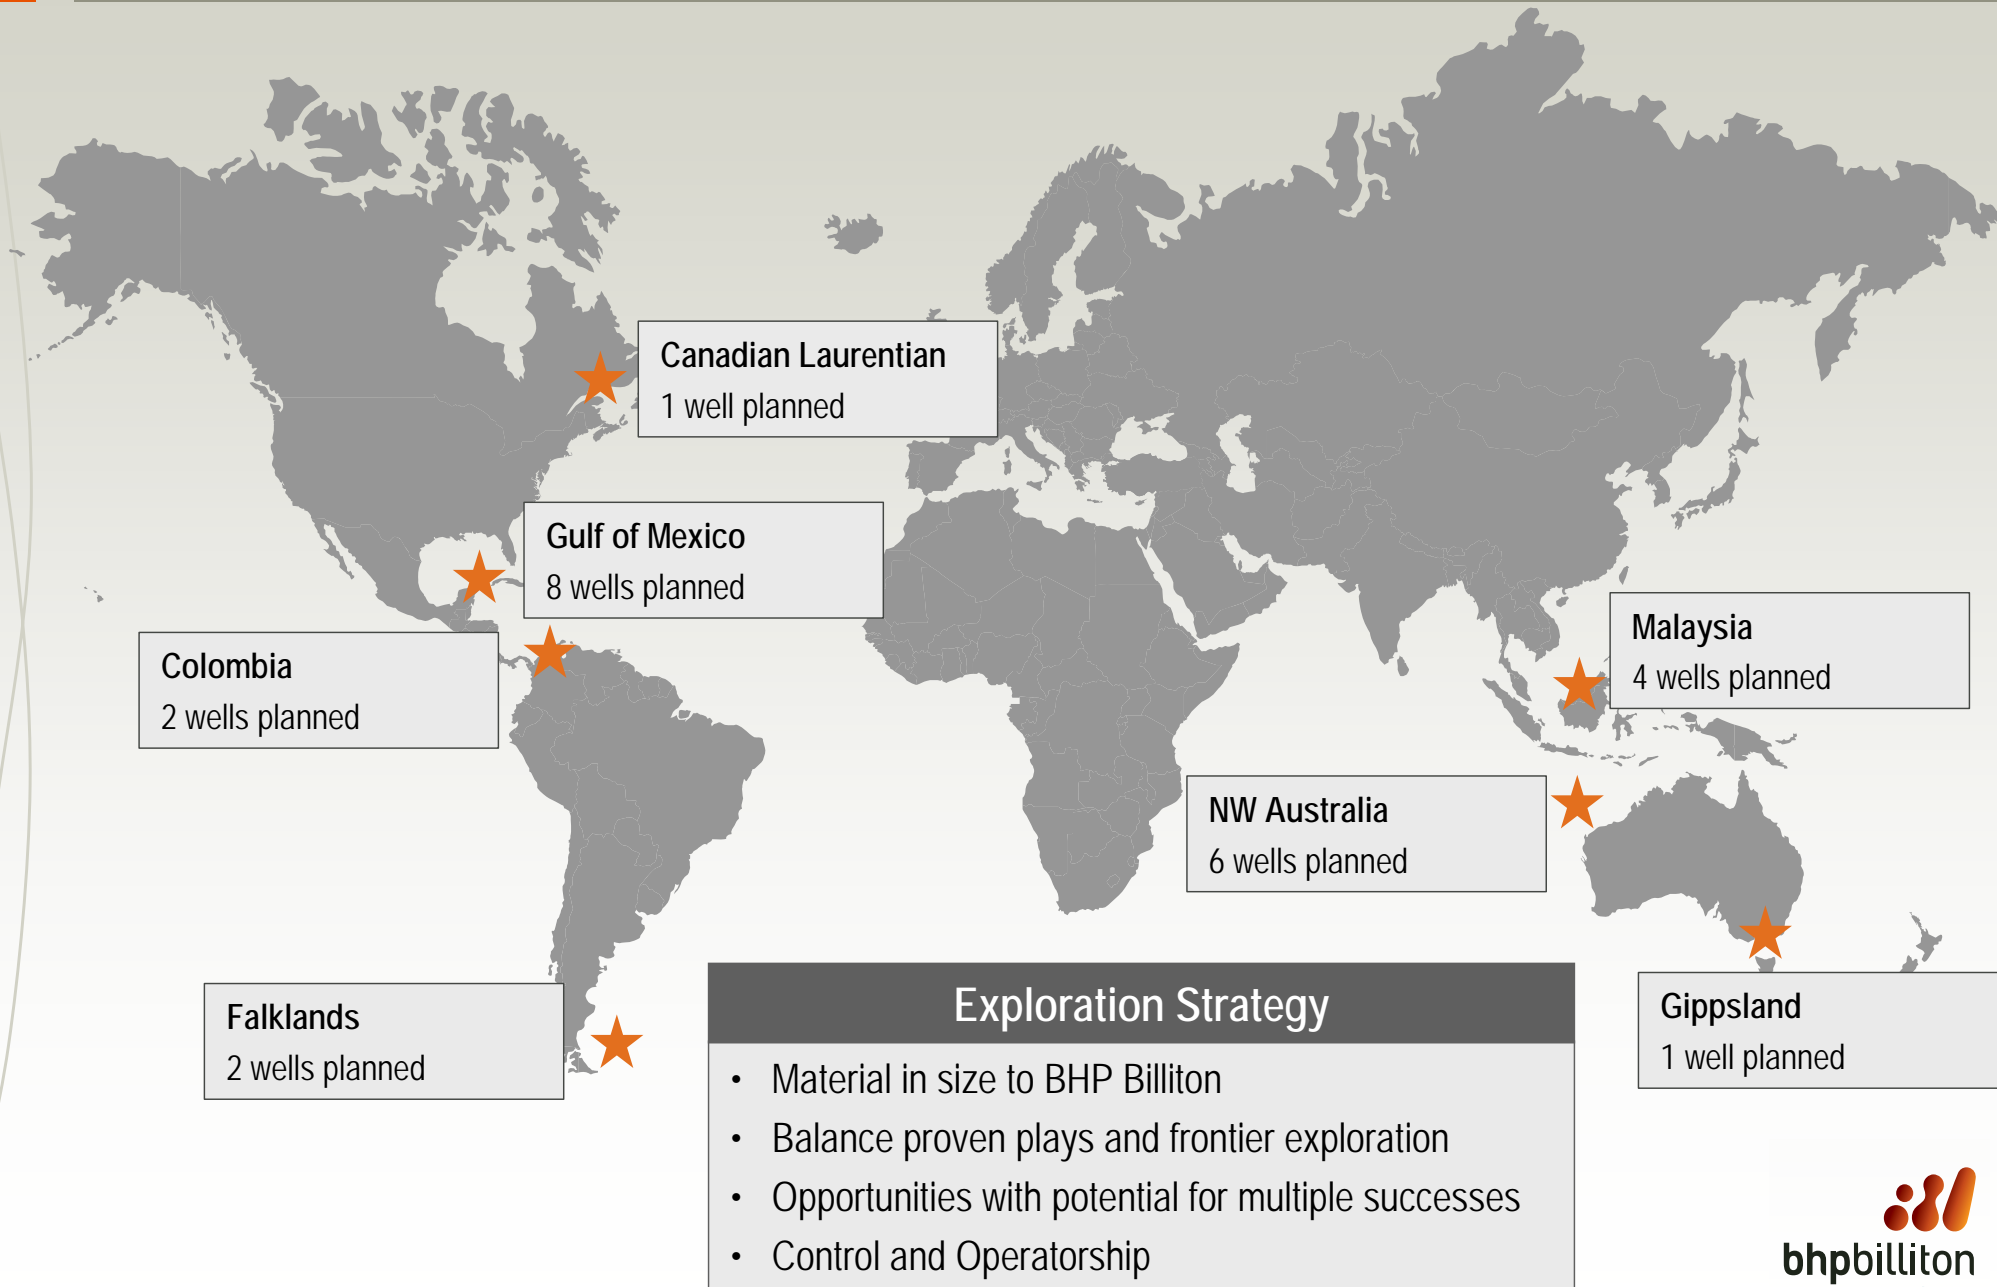 Canadian Laurentian
1 well planned
Gulf of Mexico
8 wells planned
Colombia
2 wells planned
Malaysia
4 wells planned
NW Australia
6 wells planned
Falklands
2 wells planned
Gippsland
1 well planned
Exploration Strategy
• Material in size to BHP Billiton
• Balance proven plays and frontier exploration
• Opportunities with potential for multiple successes
• Control and Operatorship
bhpbilliton